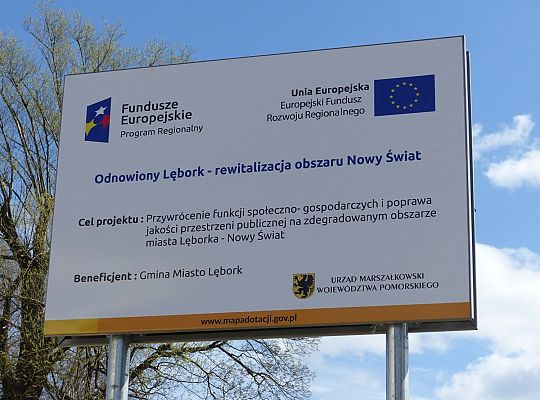 Fundusze
Europejskie
Program Regionalny
Unia Europejska
Europejski Fundusz
Rozwoju Regionalnego
Odnowiony Lębork - rewitalizacja obszaru Nowy Świat
Cel projektu : Przywrócenie funkcji społeczno- gospodarczych i poprawa
jakości przestrzeni publicznej na zdegradowanym obszarze
miasta Lęborka - Nowy Świat
Beneficjent : Gmina Miasto Lębork
URZĄD MARSZAŁKOWSKI
WOJEWÓDZTWA POMORSKIEGO
www.mapadotacji.gov.pl